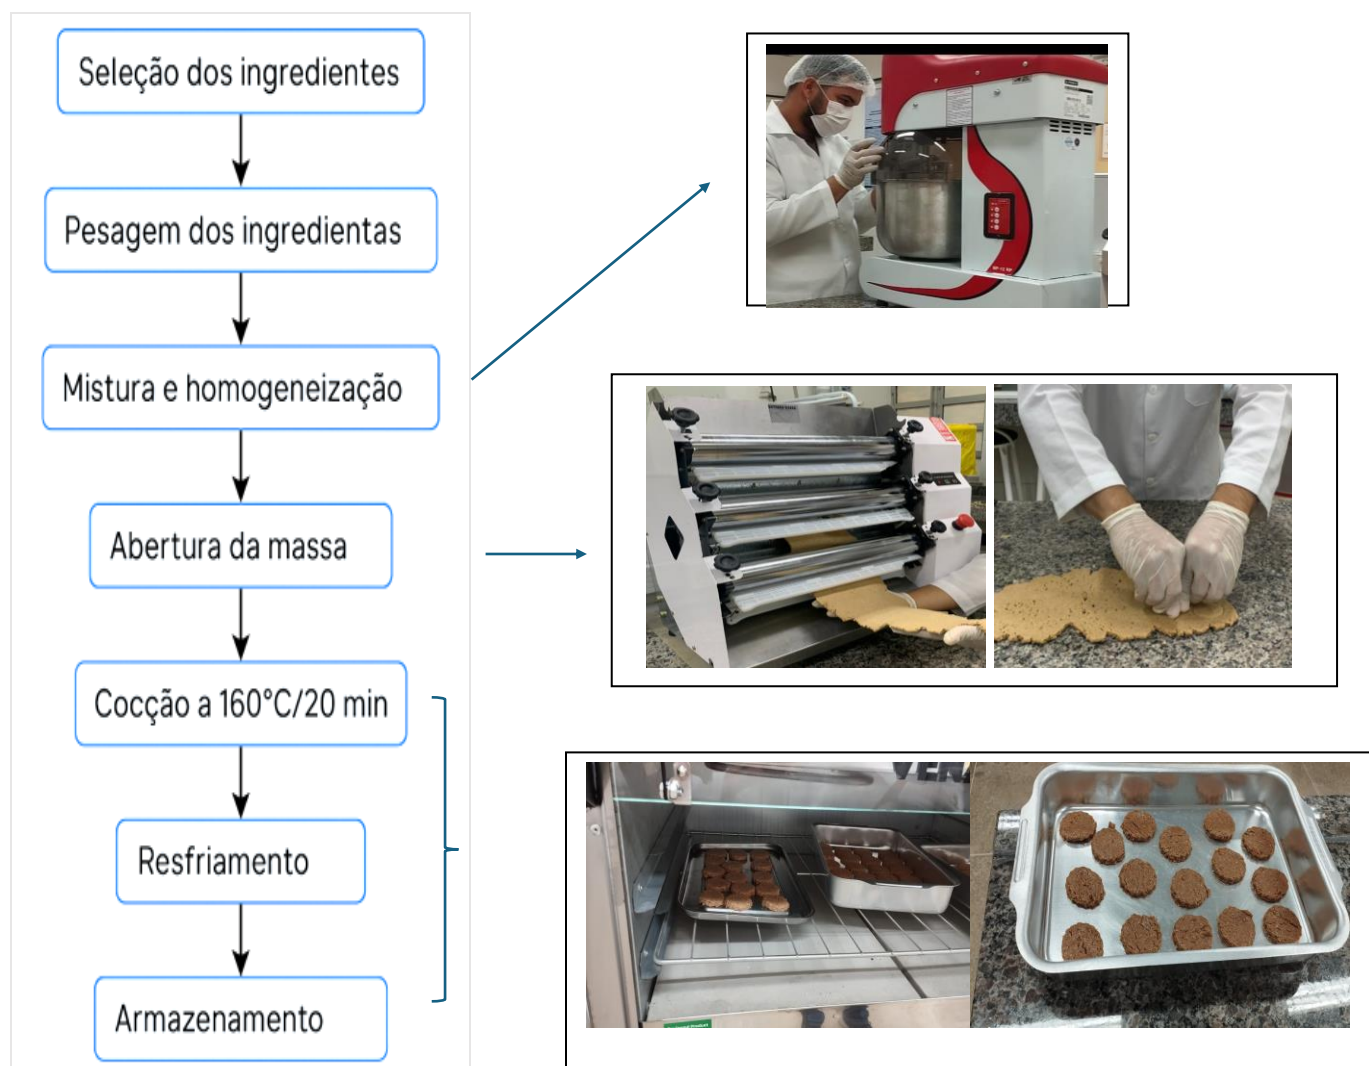 Seleção dos ingredientes
Pesagem dos ingredientas
Mistura e homogeneização
Abertura da massa
Cocção a 160°C/20 min
Resfriamento
Armazenamento